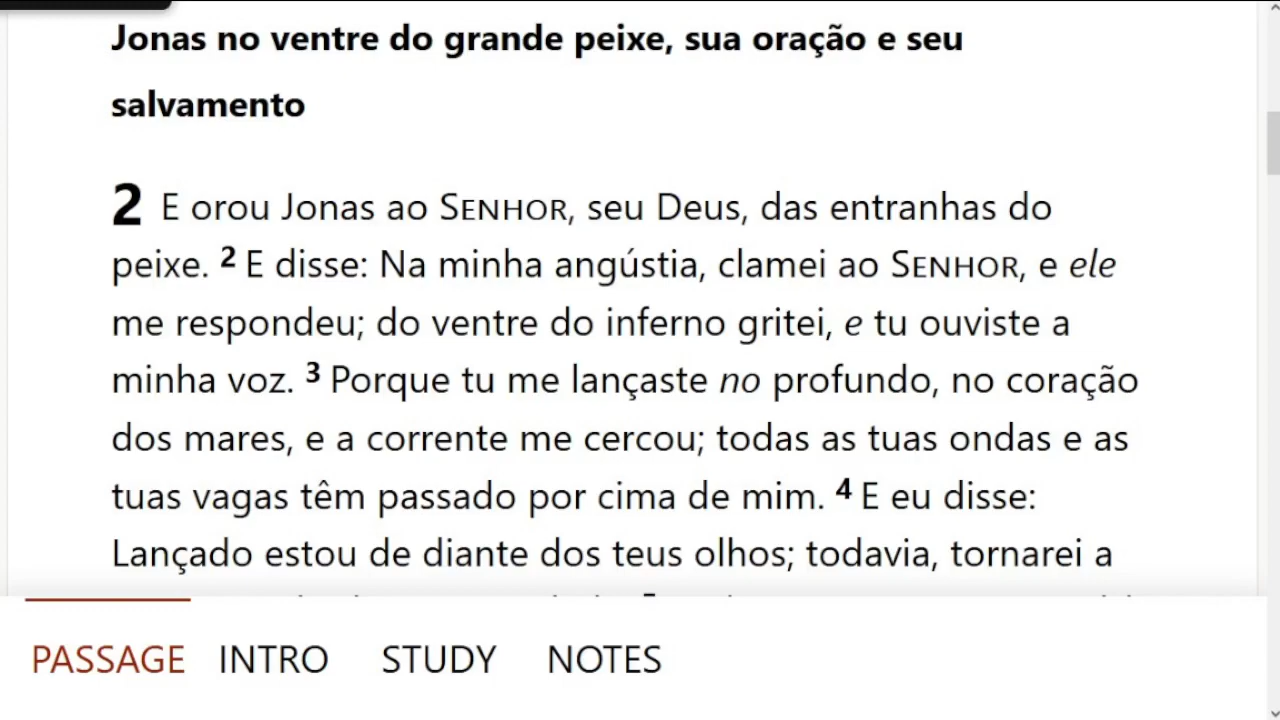 Jonas no ventre do grande peixe, sua oração e seu
salvamento
2 E orou Jonas ao SENHOR, seu Deus, das entranhas do
peixe. 2 E disse: Na minha angústia, clamei ao SENHOR, e ele
me respondeu; do ventre do inferno gritei, e tu ouviste a
minha voz. 3 Porque tu me lançaste no profundo, no coração
dos mares, e a corrente me cercou; todas as tuas ondas e as
tuas vagas têm passado por cima de mim. 4 E eu disse:
Lançado estou de diante dos teus olhos; todavia, tornarei a
PASSAGE INTRO STUDY NOTES